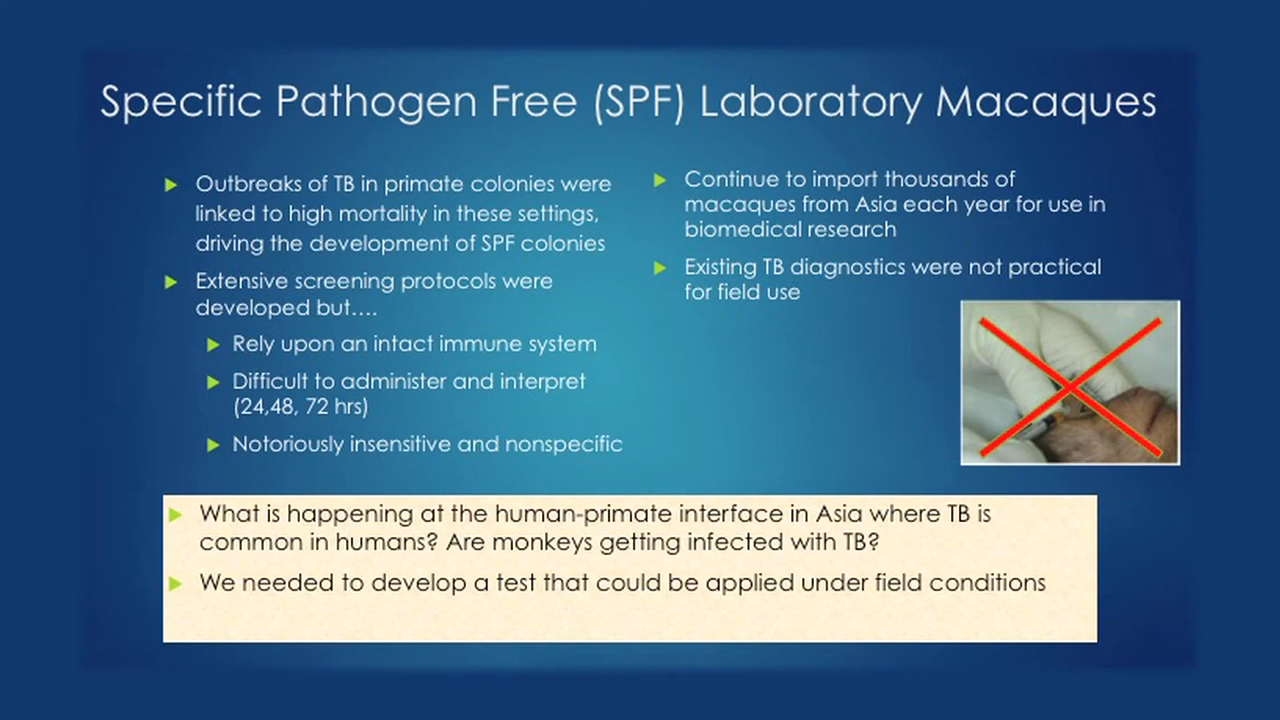 Specific Pathogen Free (SPF) Laboratory Macaques
Outbreaks of TB in primate colonies were
linked to high mortality in these settings,
driving the development of SPF colonies
Extensive screening protocols were
developed but….
Rely upon an intact immune system
Difficult to administer and interpret
(24,48, 72 hrs)
Notoriously insensitive and nonspecific
Continue to import thousands of
macaques from Asia each year for use in
biomedical research
Existing TB diagnostics were not practical
for field use
What is happening at the human-primate interface in Asia where TB is
common in humans? Are monkeys getting infected with TB?
We needed to develop a test that could be applied under field conditions